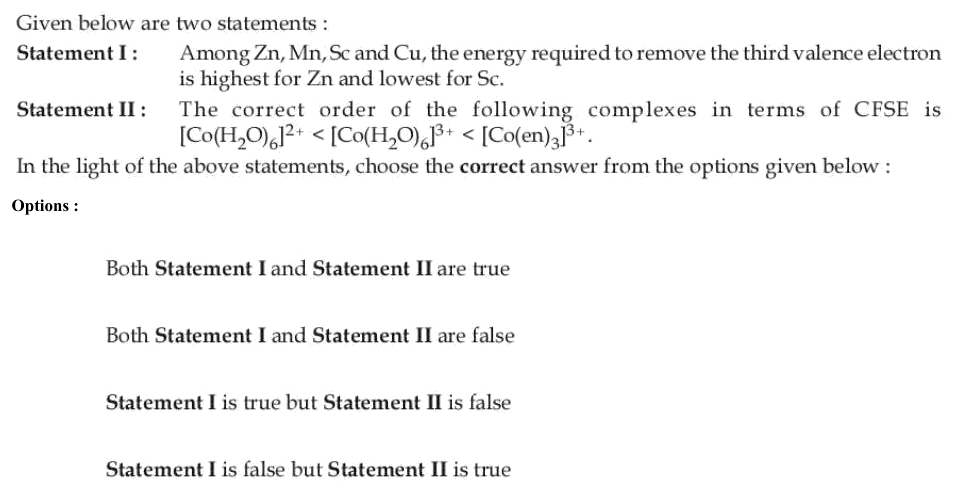 Given below are two statements :
Statement I : Among Zn, Mn, Sc and Cu, the energy required to remove the third valence electron
is highest for Zn and lowest for Sc.
Statement II : The correct order of the following complexes in terms of CFSE is
[Co(H₂O)₆]²⁺ < [Co(H₂O)₆]³⁺ < [Co(en)₃]³⁺.
In the light of the above statements, choose the correct answer from the options given below :
Options :
Both Statement I and Statement II are true
Both Statement I and Statement II are false
Statement I is true but Statement II is false
Statement I is false but Statement II is true